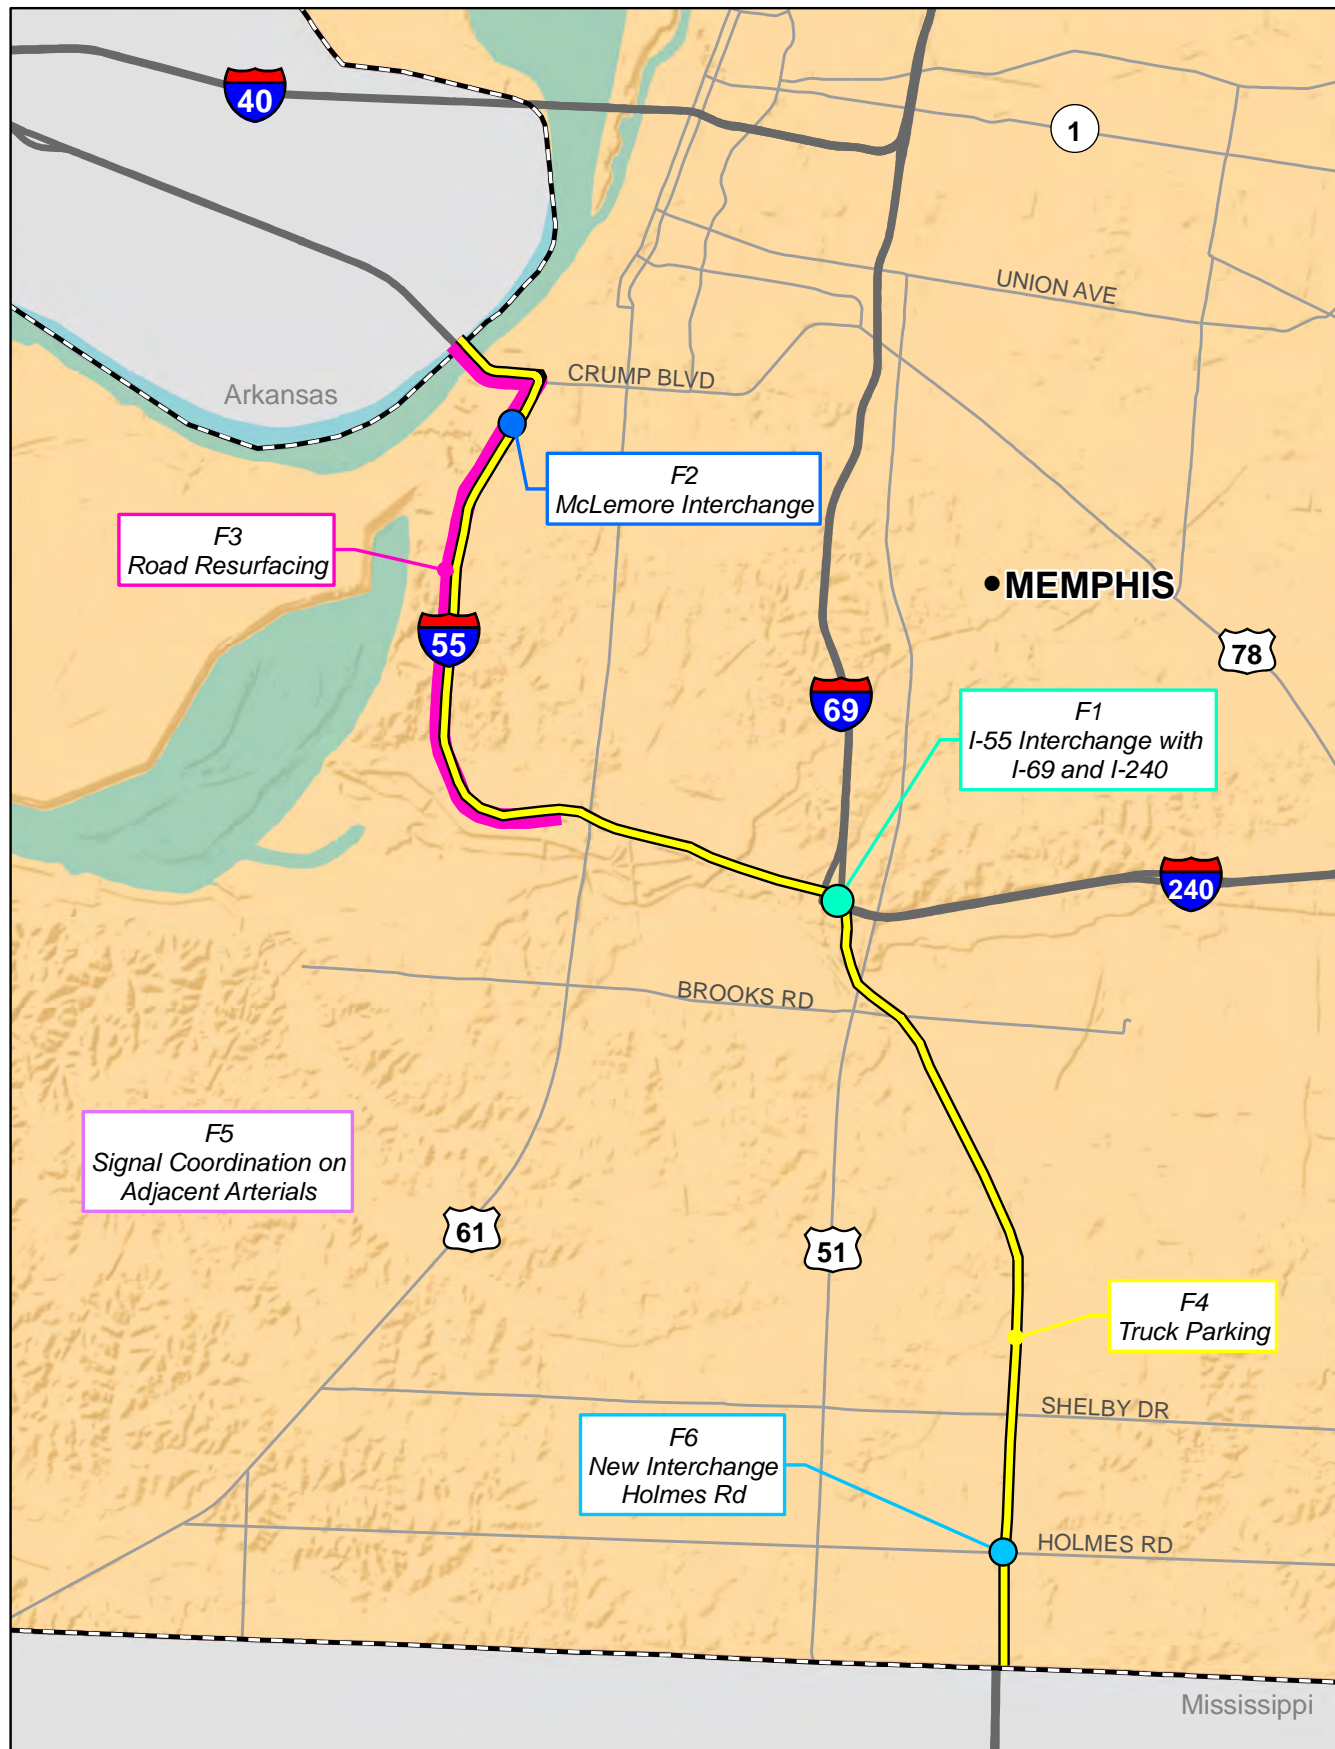 40
1
UNION AVE
Arkansas
CRUMP BLVD
F2
McLemore Interchange
F3
Road Resurfacing
MEMPHIS
55
78
69
F1
I-55 Interchange with
I-69 and I-240
240
BROOKS RD
F5
Signal Coordination on
Adjacent Arterials
61
51
F4
Truck Parking
SHELBY DR
F6
New Interchange
Holmes Rd
HOLMES RD
Mississippi